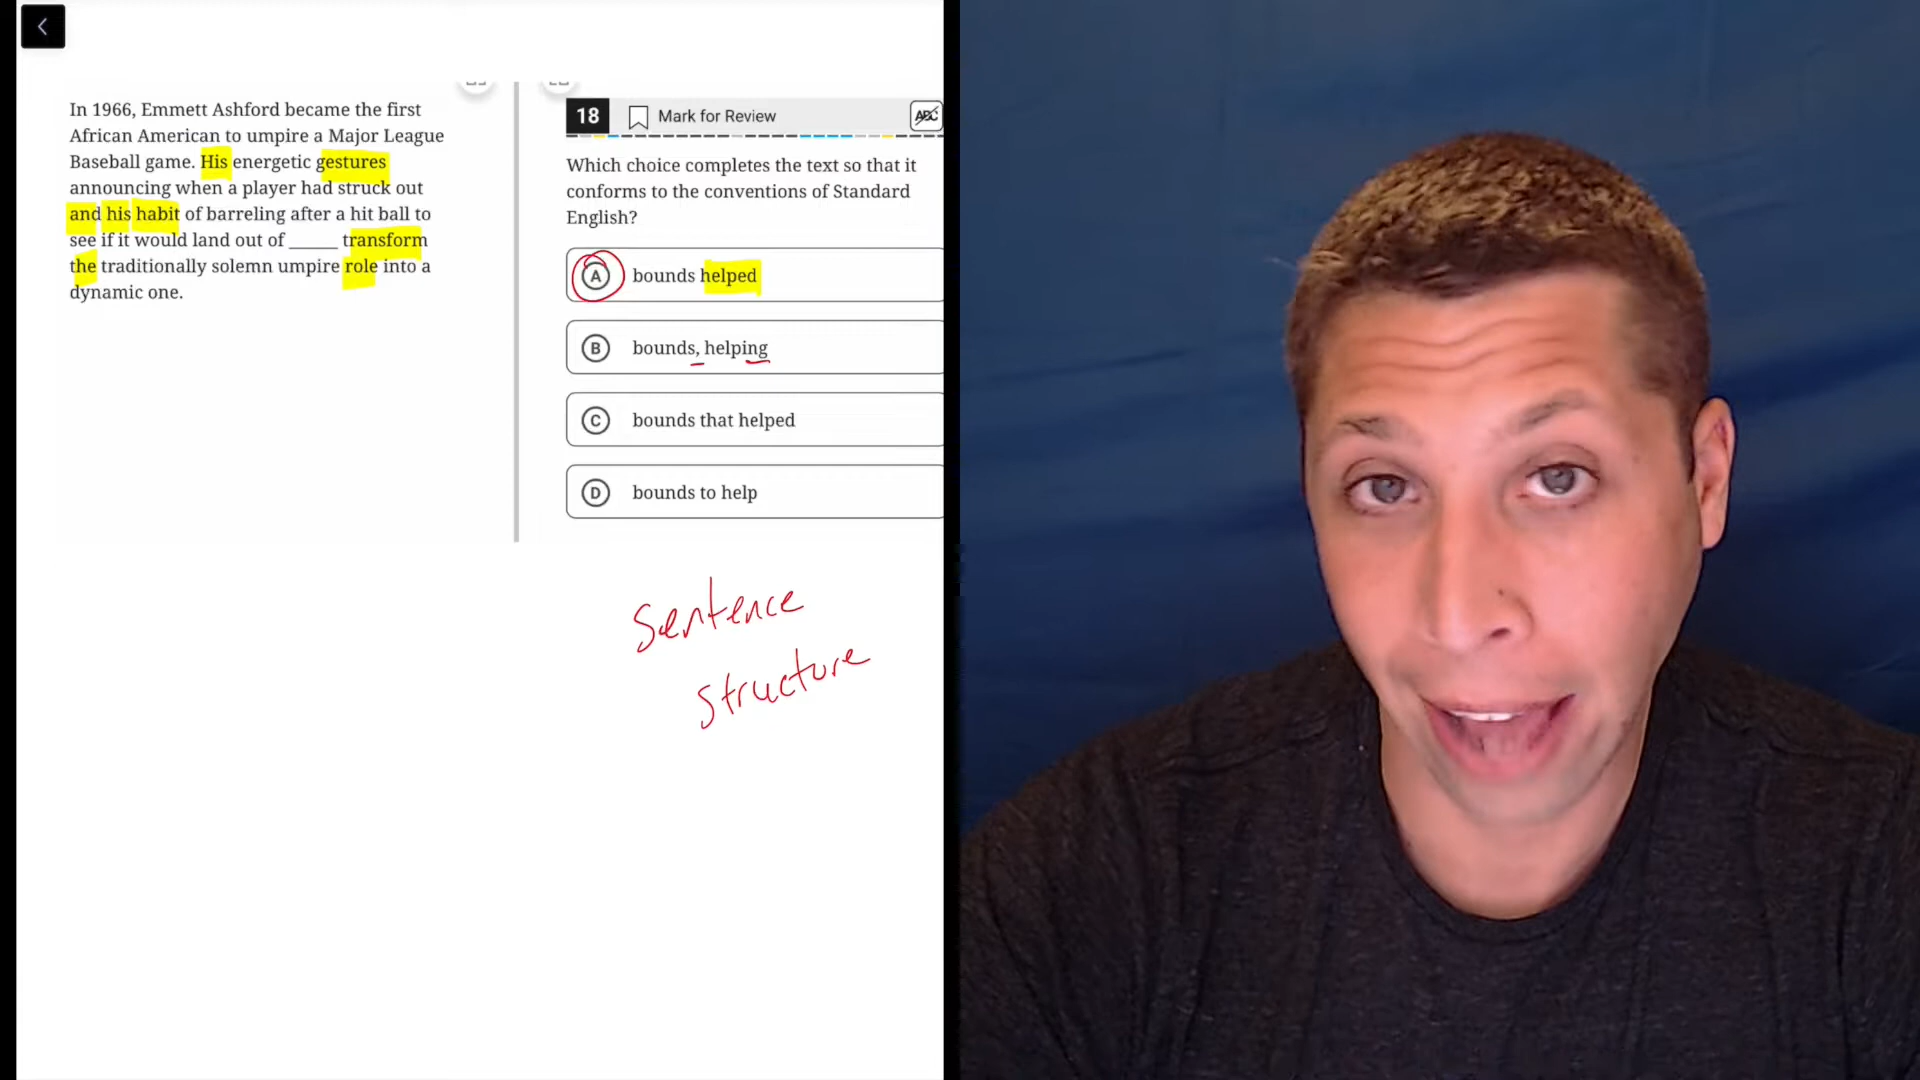 In 1966, Emmett Ashford became the first
African American to umpire a Major League
Baseball game. His energetic gestures
announcing when a player had struck out
and his habit of barreling after a hit ball to
see if it would land out of ______ transform
the traditionally solemn umpire role into a
dynamic one.
18 Mark for Review ABC
Which choice completes the text so that it
conforms to the conventions of Standard
English?
A bounds helped
B bounds, helping
C bounds that helped
D bounds to help
Sentence
Structure